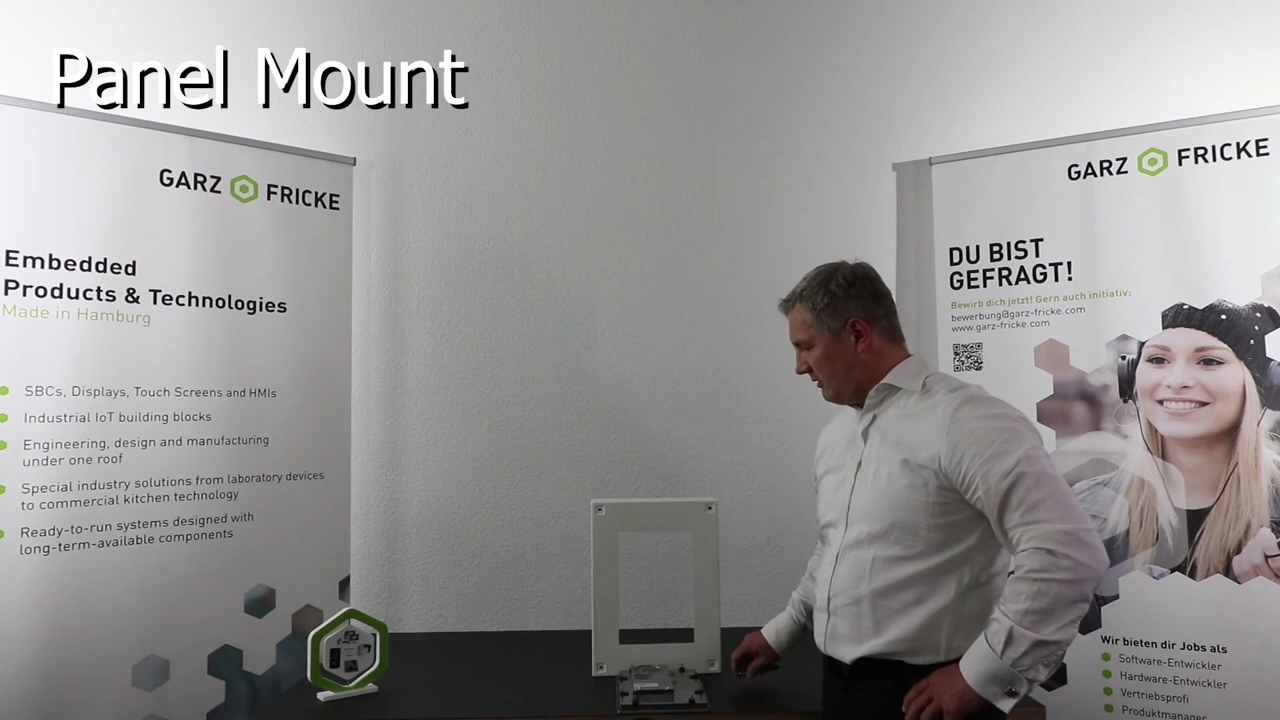 Panel Mount
GARZ FRICKE
Embedded
Products & Technologies
Made in Hamburg
SBCs, Displays, Touch Screens and HMIs
Industrial IoT building blocks
Engineering, design and manufacturing
under one roof
Special industry solutions from laboratory devices
to commercial kitchen technology
Ready-to-run systems designed with
long-term-available components
GARZ FRICKE
DU BIST
GEFRAGT!
Bewirb dich jetzt! Gern auch initiativ:
bewerbung@garz-fricke.com
www.garz-fricke.com
Wir bieten dir Jobs als
Software-Entwickler
Hardware-Entwickler
Vertriebsprofi
Produktmanager